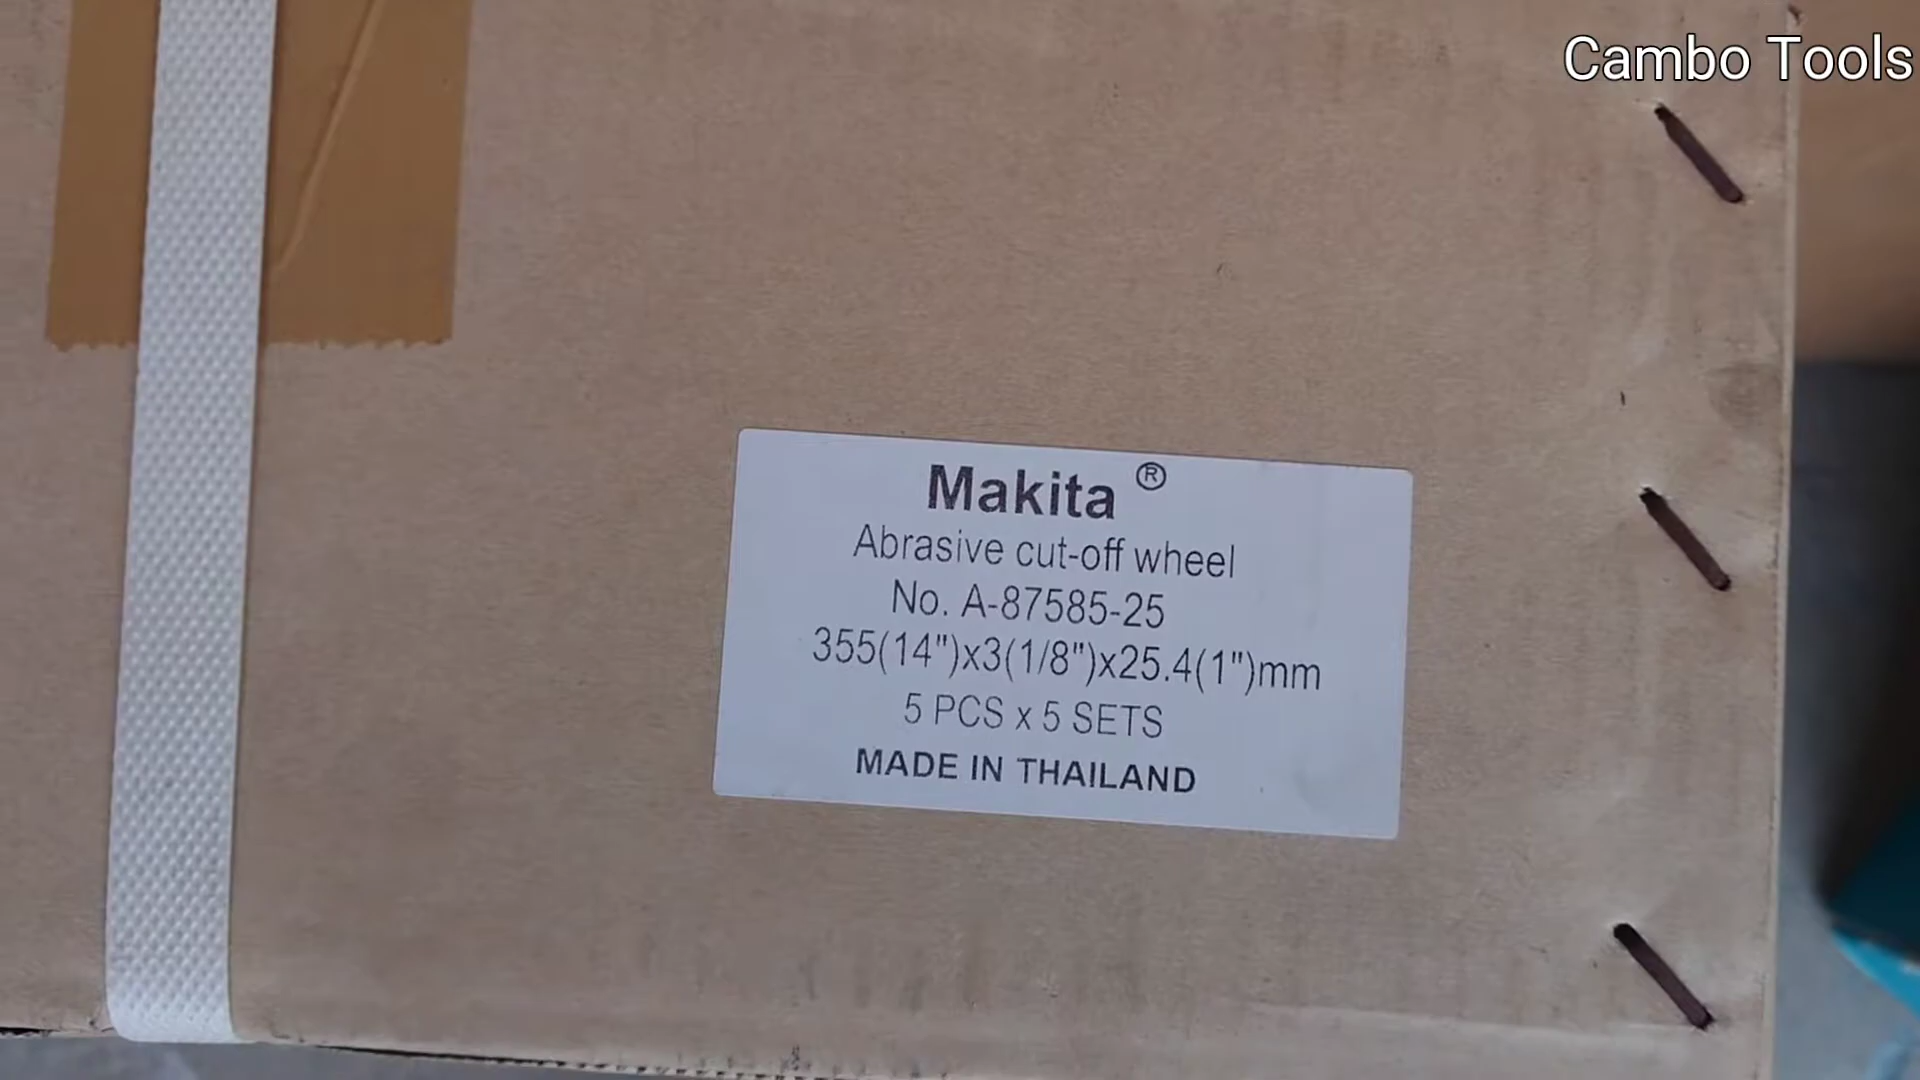 Cambo Tools
Makita ®
Abrasive cut-off wheel
No. A-87585-25
355(14")x3(1/8")x25.4(1")mm
5 PCS x 5 SETS
MADE IN THAILAND